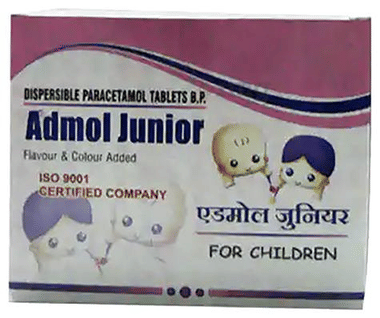 DISPERSIBLE PARACETAMOL TABLETS B.P.
Admol Junior
Flavour & Colour Added
ISO 9001
CERTIFIED COMPANY
एडमोल जुनियर
FOR CHILDREN